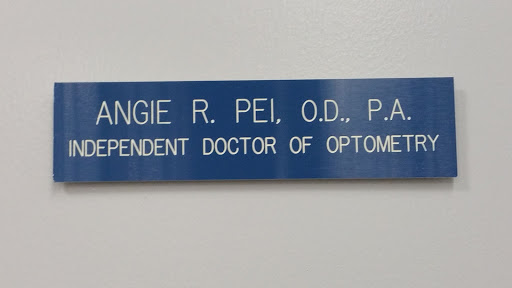 ANGIE R. PEI, O.D., P.A.
INDEPENDENT DOCTOR OF OPTOMETRY